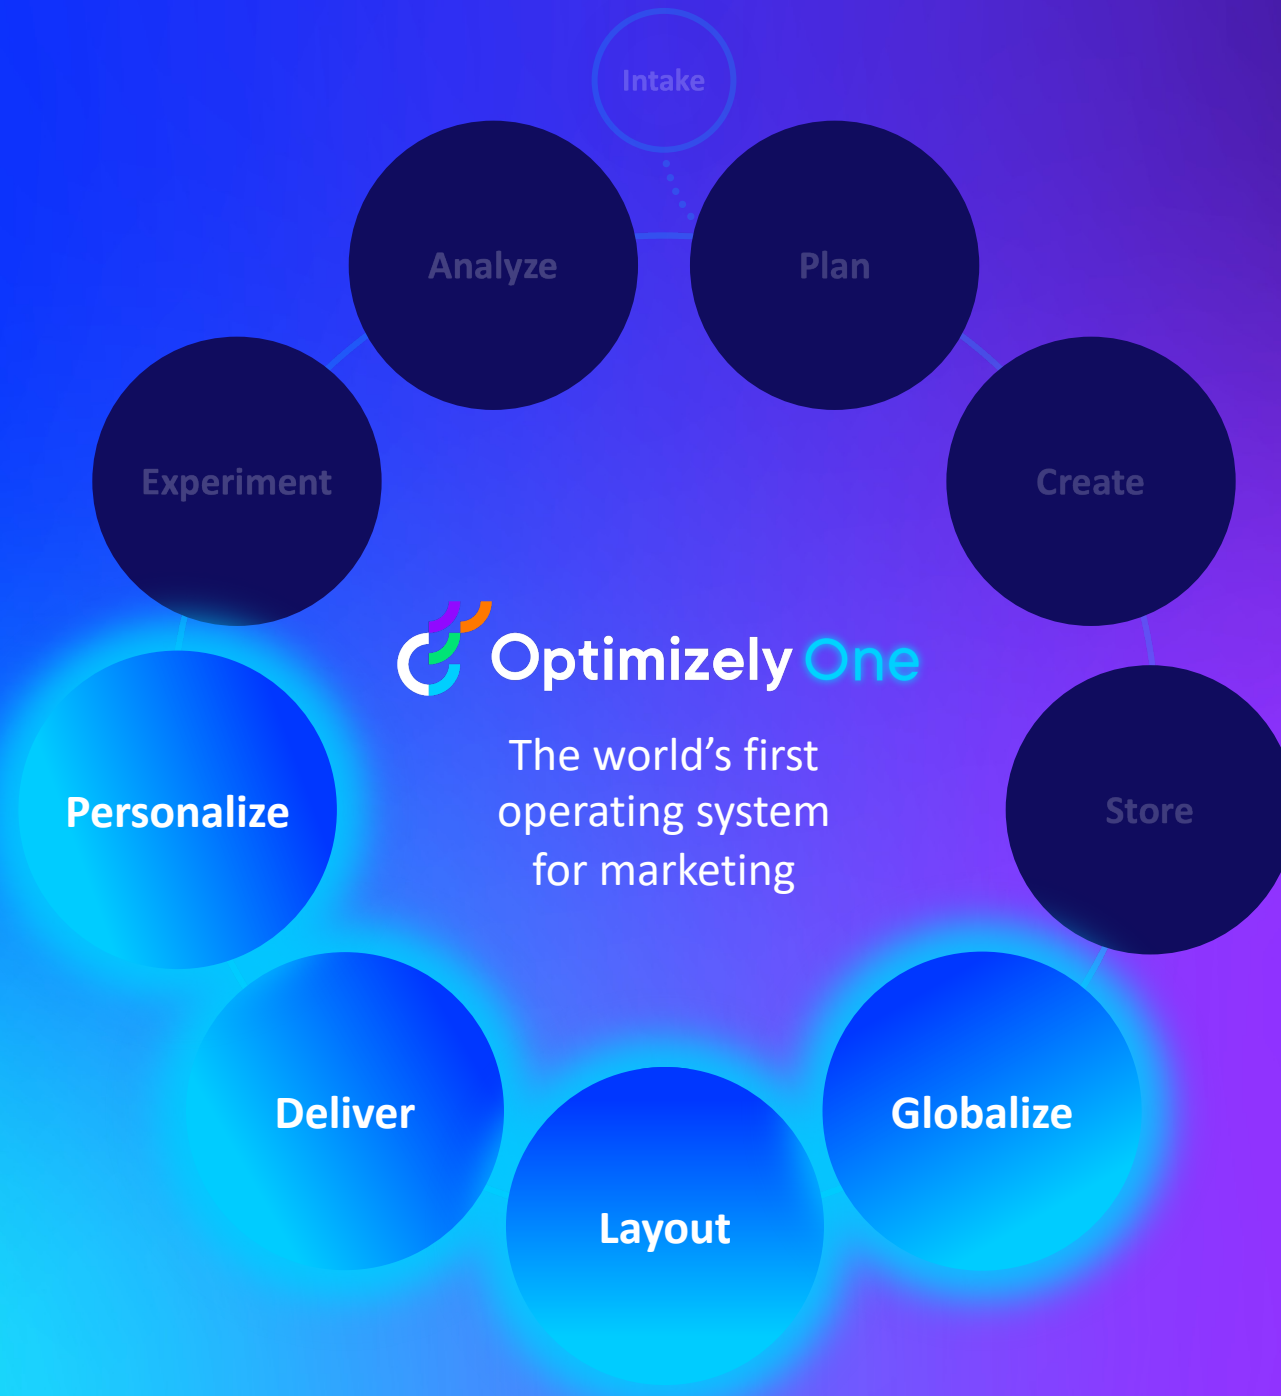 Intake
Analyze
Plan
Experiment
Create
Optimizely One
The world's first
operating system
for marketing
Personalize
Store
Deliver
Globalize
Layout